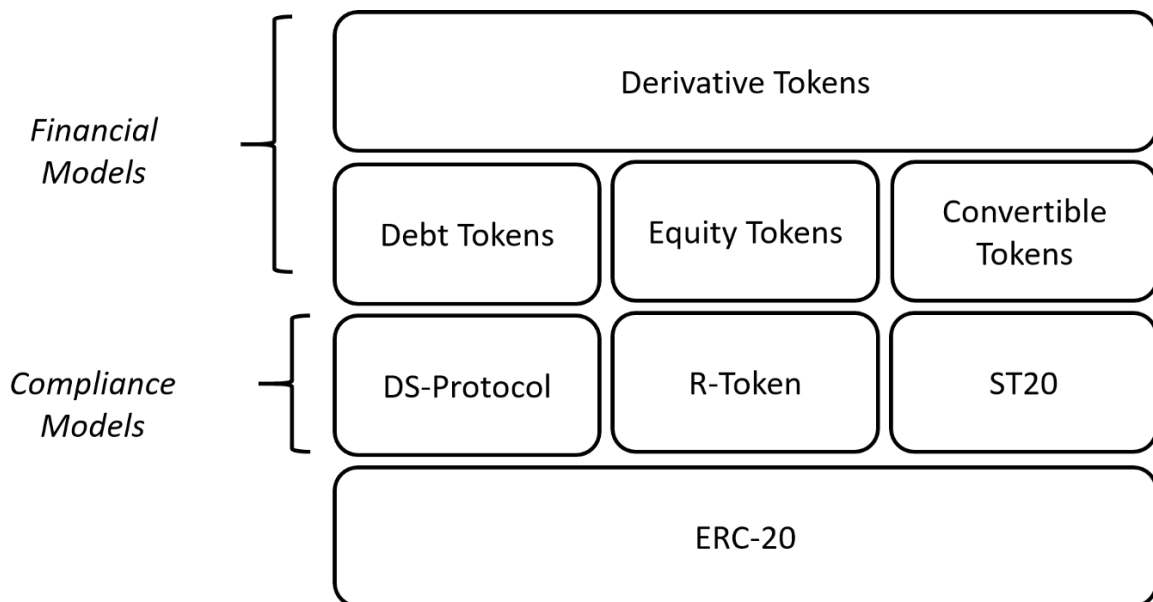 Derivative Tokens
Financial
Models
Debt Tokens
Equity Tokens
Convertible
Tokens
Compliance
Models
DS-Protocol
R-Token
ST20
ERC-20